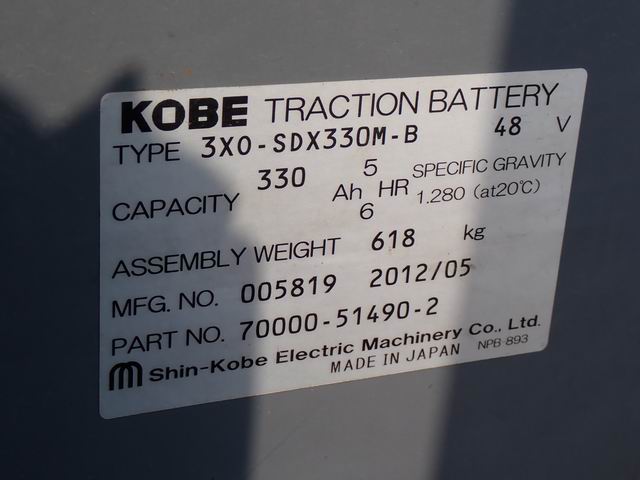 KOBE TRACTION BATTERY
TYPE 3X0-SDX330M-B 48 V
CAPACITY 330 Ah 5 HR SPECIFIC GRAVITY
6 1.280 (at20℃)
ASSEMBLY WEIGHT 618 kg
MFG. NO. 005819 2012/05
PART NO. 70000-51490-2
Shin-Kobe Electric Machinery Co., Ltd.
MADE IN JAPAN NPB-893